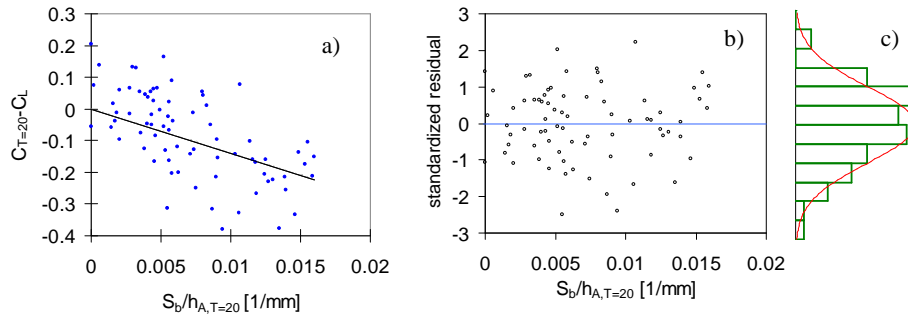 a)
0.3
0.2
0.1
0
-0.1
-0.2
-0.3
-0.4
C_T=20-C_L
0 0.005 0.01 0.015 0.02
S_b/h_A,T=20 [1/mm]
b)
3
2
1
0
-1
-2
-3
standardized residual
0 0.005 0.01 0.015 0.02
S_b/h_A,T=20 [1/mm]
c)